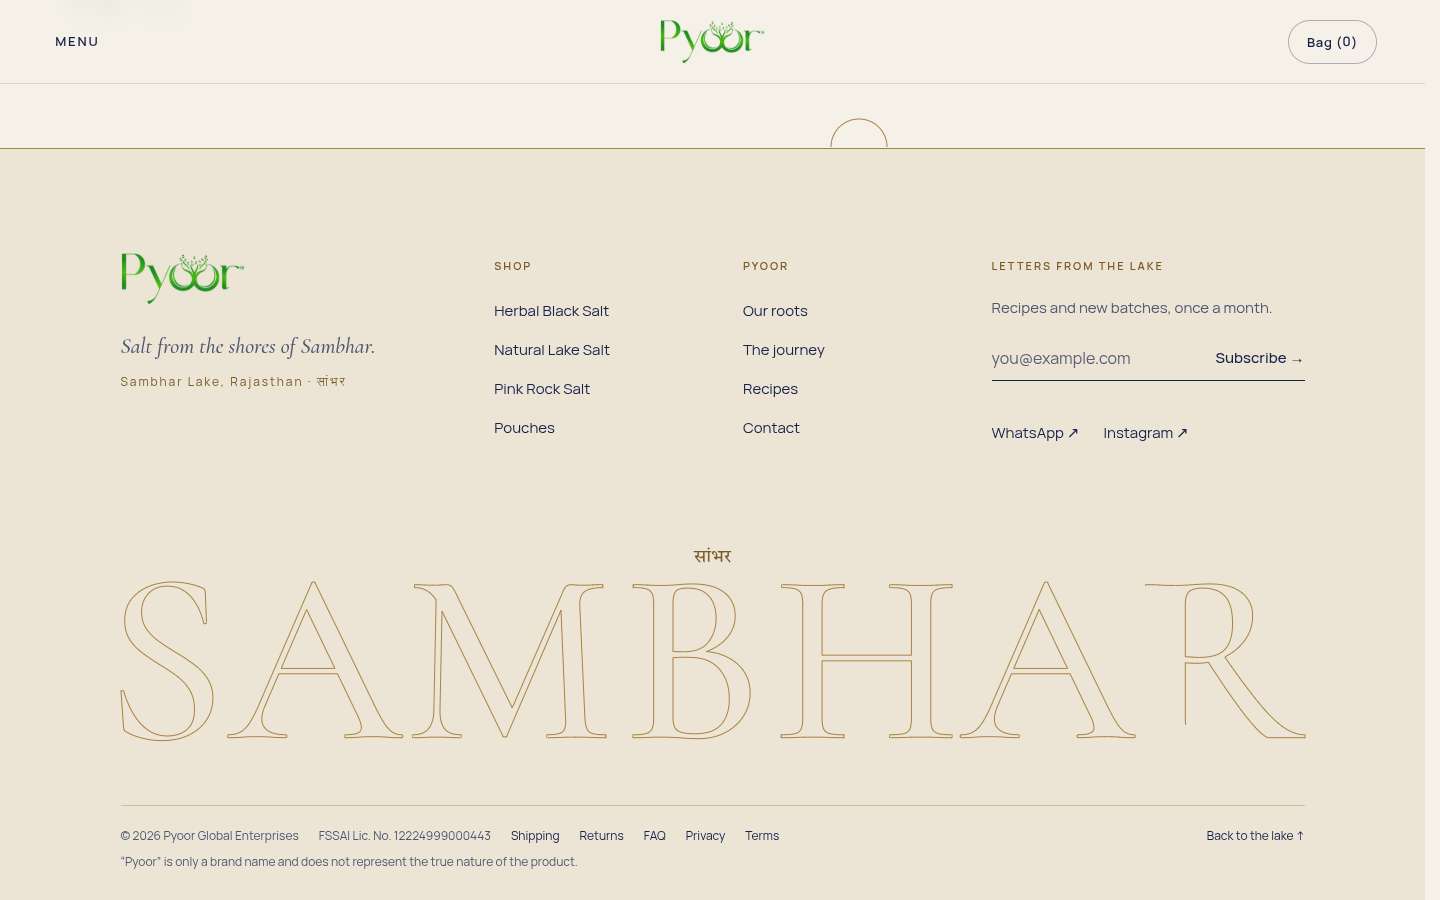 MENU
Pyoor
Bag (0)
Pyoor
Salt from the shores of Sambhar.
Sambhar Lake, Rajasthan · सांभर
SHOP
Herbal Black Salt
Natural Lake Salt
Pink Rock Salt
Pouches
PYOOR
Our roots
The journey
Recipes
Contact
LETTERS FROM THE LAKE
Recipes and new batches, once a month.
you@example.com Subscribe →
WhatsApp ↗ Instagram ↗
सांभर
SAMBHAR
© 2026 Pyoor Global Enterprises FSSAI Lic. No. 12224999000443 Shipping Returns FAQ Privacy Terms Back to the lake ↑
“Pyoor” is only a brand name and does not represent the true nature of the product.